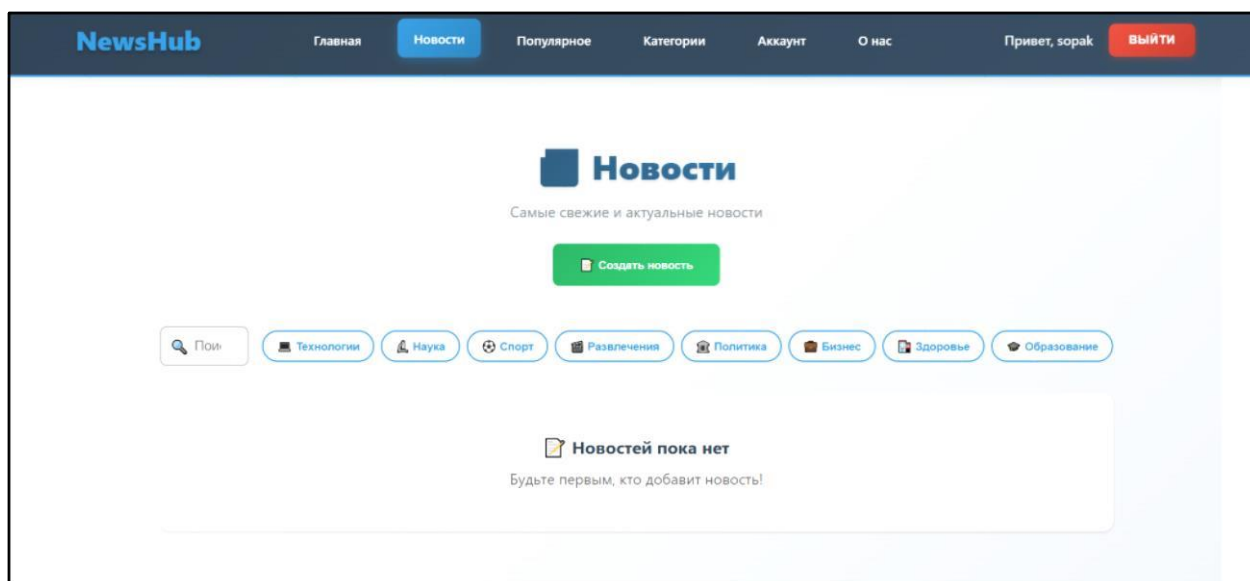 NewsHub Главная Новости Популярное Категории Аккаунт О нас Привет, sopak ВЫЙТИ
Новости
Самые свежие и актуальные новости
Создать новость
Пои Технологии Наука Спорт Развлечения Политика Бизнес Здоровье Образование
Новостей пока нет
Будьте первым, кто добавит новость!